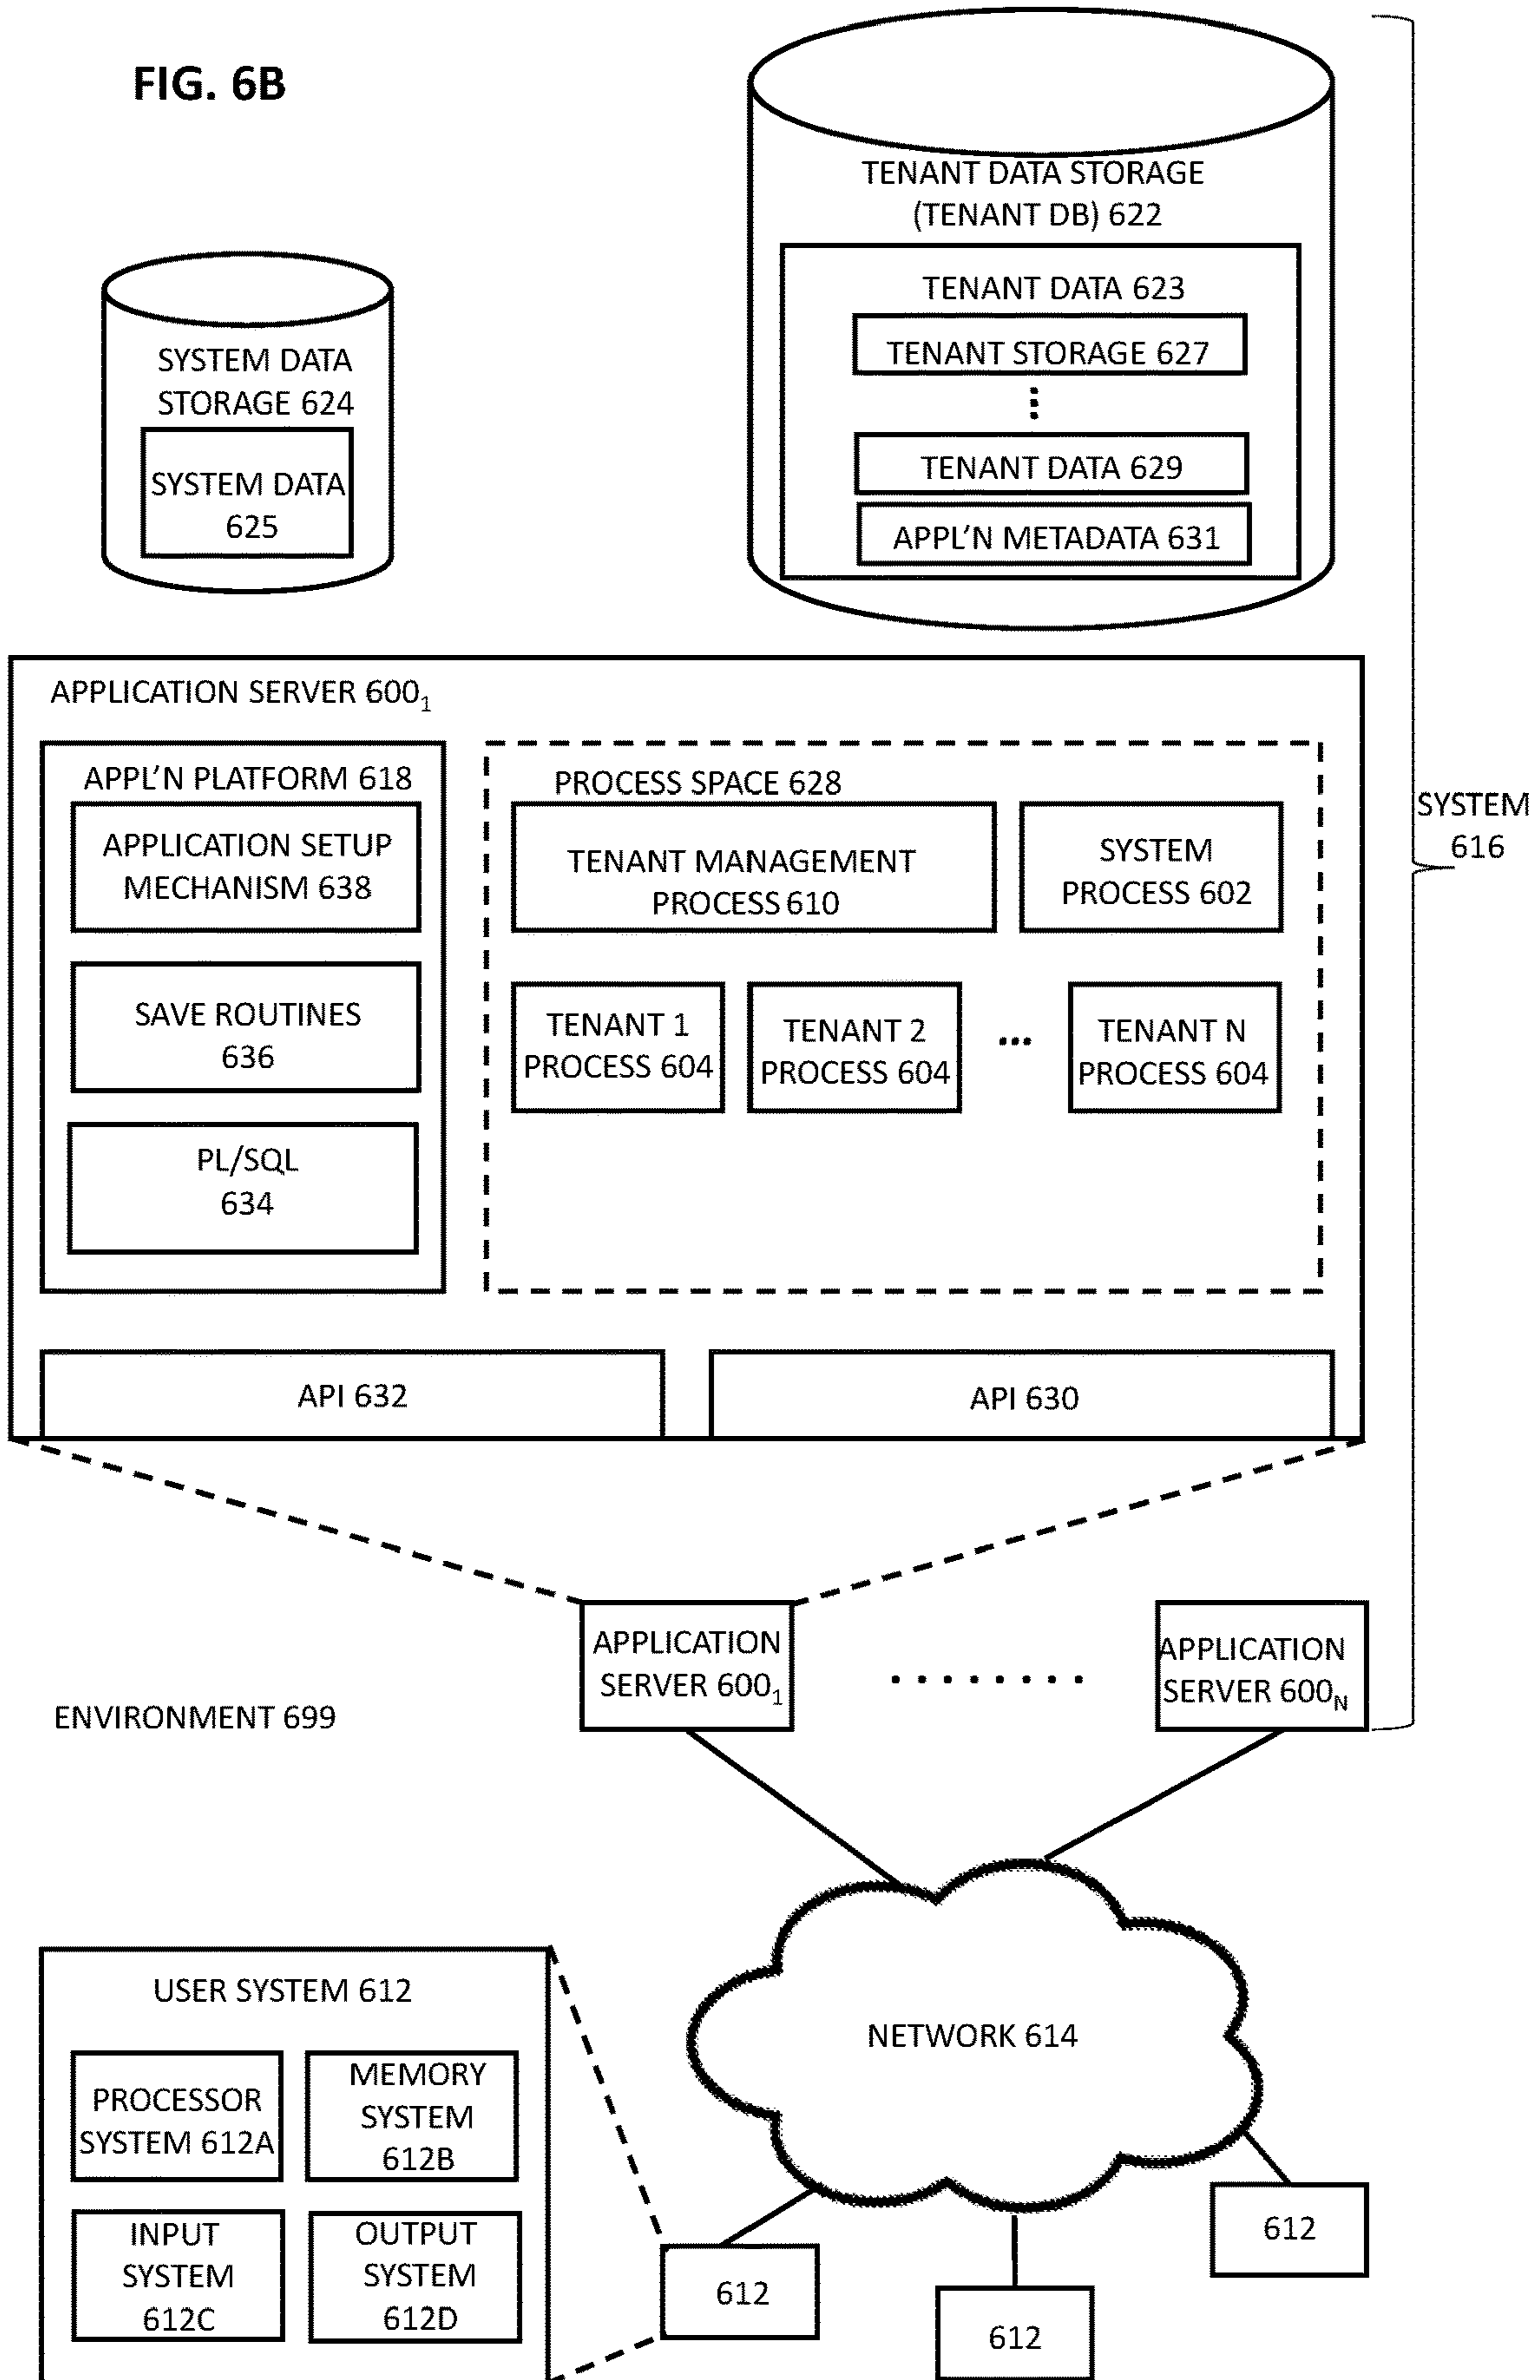 FIG. 6B
TENANT DATA STORAGE
(TENANT DB) 622
TENANT DATA 623
TENANT STORAGE 627
TENANT DATA 629
APPL'N METADATA 631
SYSTEM DATA
STORAGE 624
SYSTEM DATA
625
SYSTEM
616
APPLICATION SERVER 600₁
APPL'N PLATFORM 618
APPLICATION SETUP
MECHANISM 638
SAVE ROUTINES
636
PL/SQL
634
PROCESS SPACE 628
TENANT MANAGEMENT
PROCESS 610
SYSTEM
PROCESS 602
TENANT 1
PROCESS 604
TENANT 2
PROCESS 604
...
TENANT N
PROCESS 604
API 632
API 630
APPLICATION
SERVER 600₁
. . . . . . . .
APPLICATION
SERVER 600N
ENVIRONMENT 699
NETWORK 614
USER SYSTEM 612
PROCESSOR
SYSTEM 612A
MEMORY
SYSTEM
612B
INPUT
SYSTEM
612C
OUTPUT
SYSTEM
612D
612
612
612